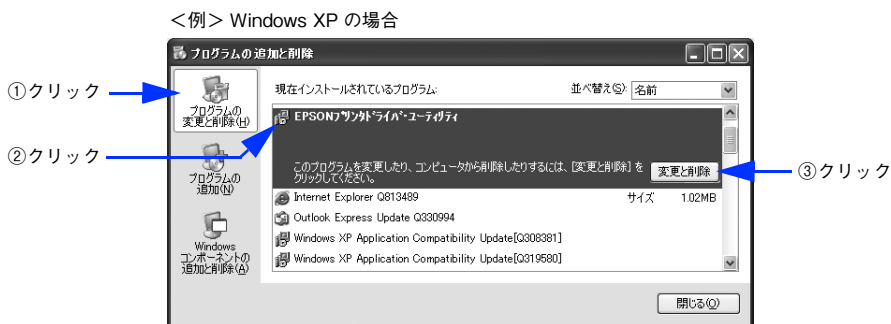 ＜例＞ Windows XP の場合
プログラムの追加と削除
①クリック
プログラムの
変更と削除(H)
現在インストールされているプログラム:
並べ替え(S): 名前
EPSONﾌﾟﾘﾝﾀﾄﾞﾗｲﾊﾞ･ﾕｰﾃｨﾘﾃｨ
②クリック
プログラムの
追加(N)
このプログラムを変更したり、コンピュータから削除したりするには、[変更と削除] を
クリックしてください。
変更と削除
③クリック
Internet Explorer Q813489 サイズ 1.02MB
Outlook Express Update Q330994
Windows XP Application Compatibility Update[Q308381]
Windows XP Application Compatibility Update[Q319580]
Windows
コンポーネントの
追加と削除(A)
閉じる(O)